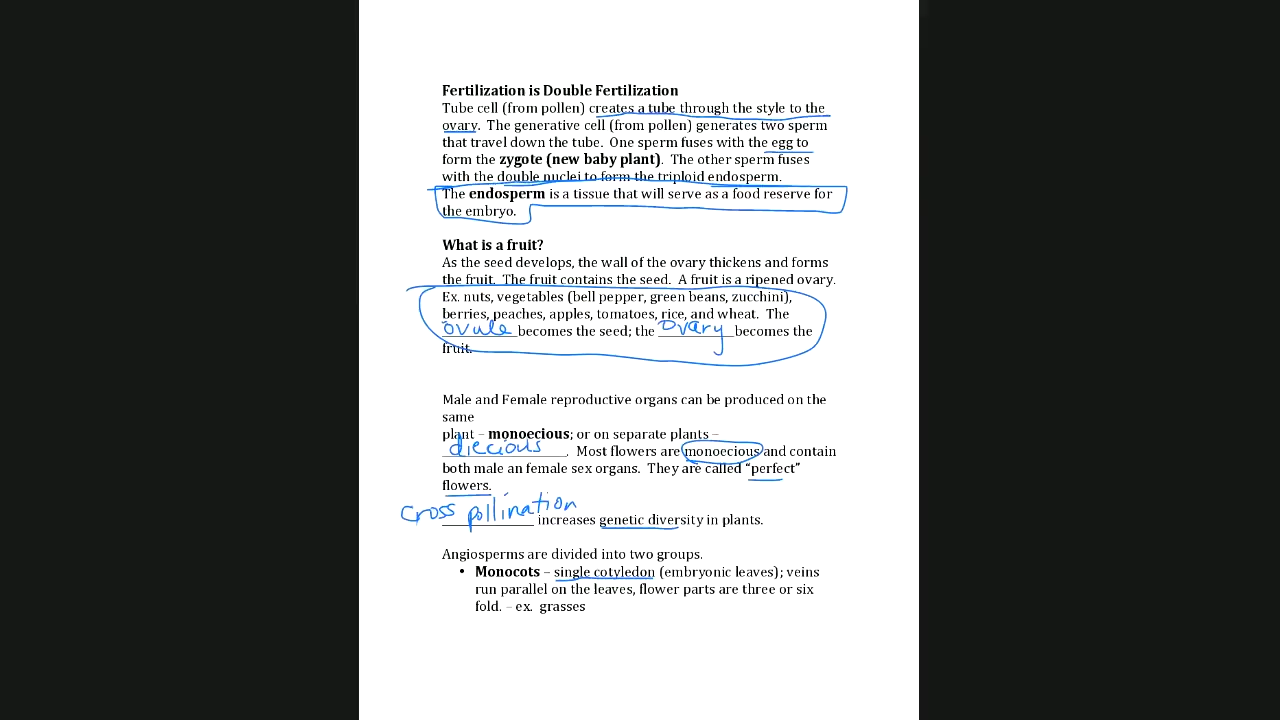 Fertilization is Double Fertilization
Tube cell (from pollen) creates a tube through the style to the
ovary. The generative cell (from pollen) generates two sperm
that travel down the tube. One sperm fuses with the egg to
form the zygote (new baby plant). The other sperm fuses
with the double nuclei to form the triploid endosperm.
The endosperm is a tissue that will serve as a food reserve for
the embryo.
What is a fruit?
As the seed develops, the wall of the ovary thickens and forms
the fruit. The fruit contains the seed. A fruit is a ripened ovary.
Ex. nuts, vegetables (bell pepper, green beans, zucchini),
berries, peaches, apples, tomatoes, rice, and wheat. The
ovule becomes the seed; the ovary becomes the
fruit.
Male and Female reproductive organs can be produced on the
same
plant – monoecious; or on separate plants –
diecious. Most flowers are monoecious and contain
both male an female sex organs. They are called “perfect”
flowers.
cross pollination increases genetic diversity in plants.
Angiosperms are divided into two groups.
• Monocots – single cotyledon (embryonic leaves); veins
run parallel on the leaves, flower parts are three or six
fold. – ex. grasses